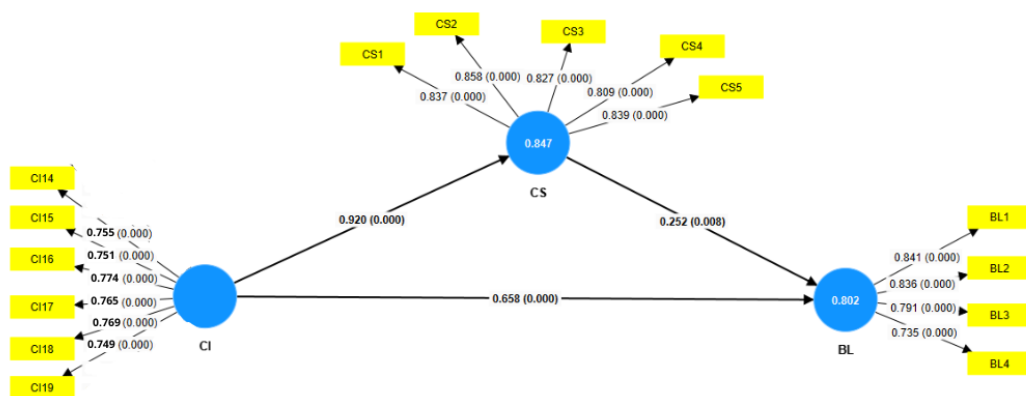 CS2
CS3
CS1
CS4
CS5
0.837 (0.000)
0.858 (0.000)
0.827 (0.000)
0.809 (0.000)
0.839 (0.000)
0.847
CS
CI14
CI15
CI16
CI17
CI18
CI19
0.755 (0.000)
0.751 (0.000)
0.774 (0.000)
0.765 (0.000)
0.769 (0.000)
0.749 (0.000)
CI
0.920 (0.000)
0.252 (0.008)
0.658 (0.000)
0.802
BL
0.841 (0.000)
0.836 (0.000)
0.791 (0.000)
0.735 (0.000)
BL1
BL2
BL3
BL4